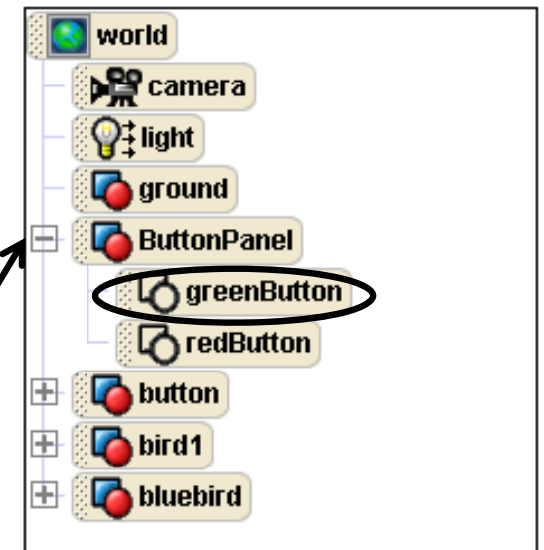 world
camera
light
ground
ButtonPanel
greenButton
redButton
button
bird1
bluebird